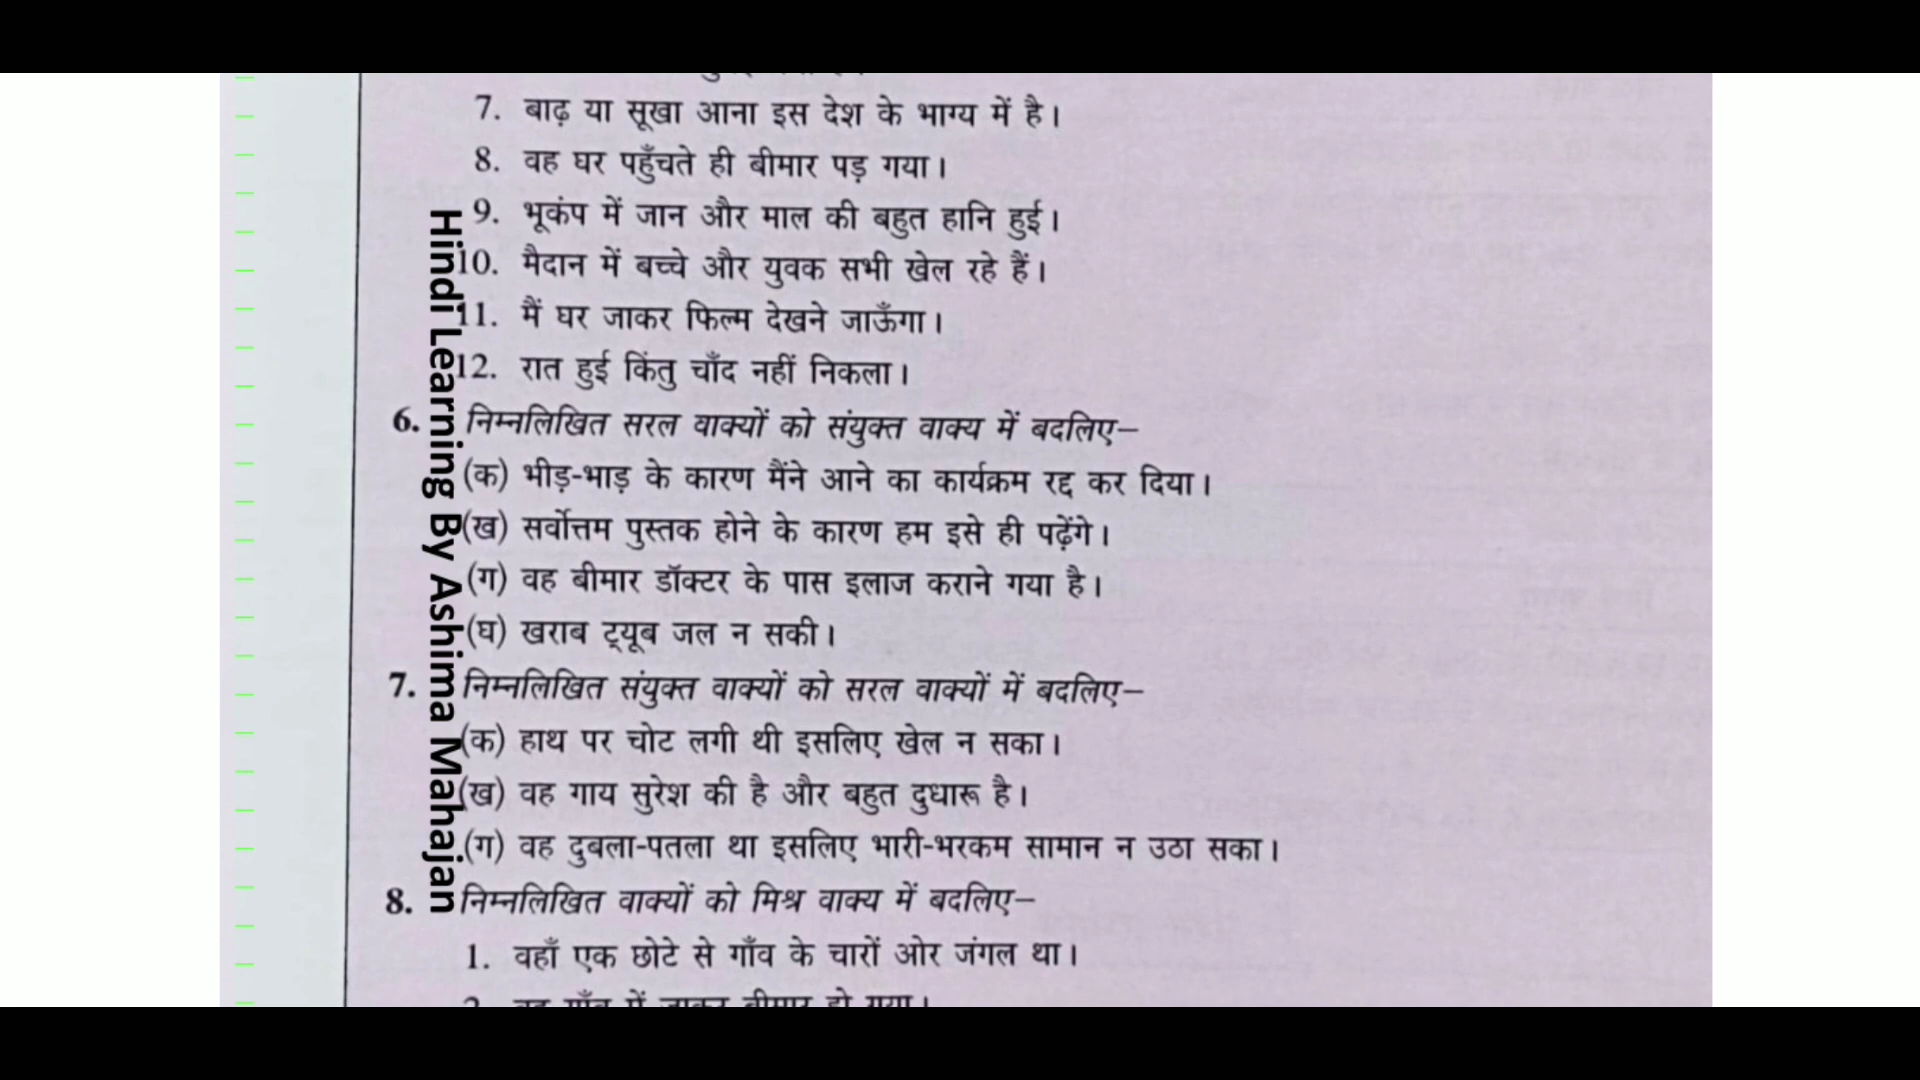 7. बाढ़ या सूखा आना इस देश के भाग्य में है।
8. वह घर पहुँचते ही बीमार पड़ गया।
9. भूकंप में जान और माल की बहुत हानि हुई।
10. मैदान में बच्चे और युवक सभी खेल रहे हैं।
11. मैं घर जाकर फिल्म देखने जाऊँगा।
12. रात हुई किंतु चाँद नहीं निकला।
6. निम्नलिखित सरल वाक्यों को संयुक्त वाक्य में बदलिए–
(क) भीड़-भाड़ के कारण मैंने आने का कार्यक्रम रद्द कर दिया।
(ख) सर्वोत्तम पुस्तक होने के कारण हम इसे ही पढ़ेंगे।
(ग) वह बीमार डॉक्टर के पास इलाज कराने गया है।
(घ) खराब ट्यूब जल न सकी।
7. निम्नलिखित संयुक्त वाक्यों को सरल वाक्यों में बदलिए–
(क) हाथ पर चोट लगी थी इसलिए खेल न सका।
(ख) वह गाय सुरेश की है और बहुत दुधारू है।
(ग) वह दुबला-पतला था इसलिए भारी-भरकम सामान न उठा सका।
8. निम्नलिखित वाक्यों को मिश्र वाक्य में बदलिए–
1. वहाँ एक छोटे से गाँव के चारों ओर जंगल था।
2. वह गाँव में जाकर बीमार हो गया।
Hindi Learning By Ashima Mahajan